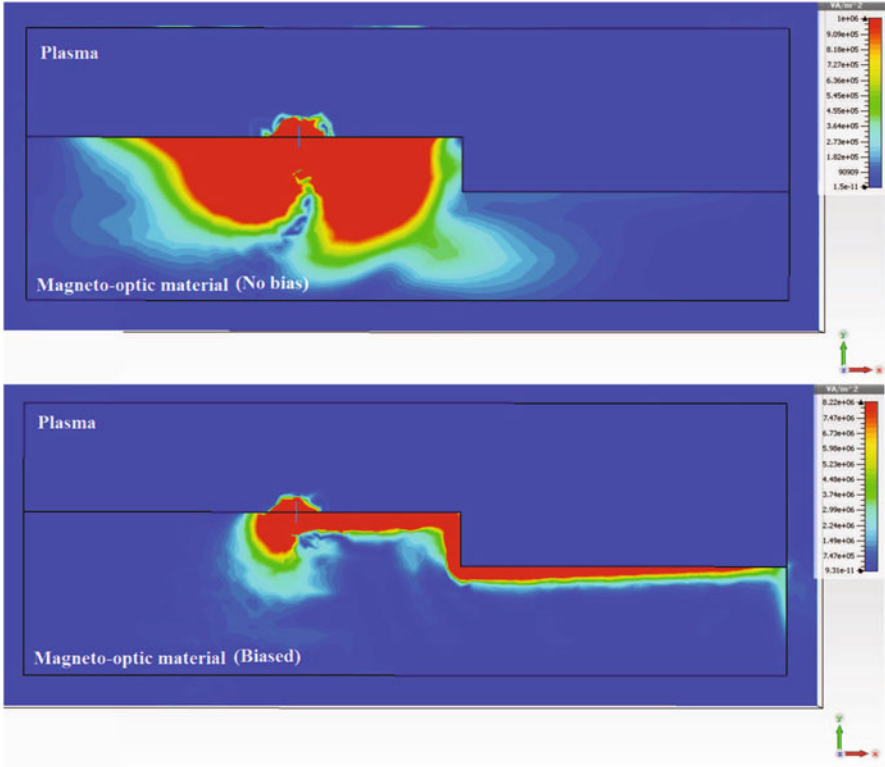 VA/m^2
1e+06
9.09e+05
8.18e+05
7.27e+05
6.36e+05
5.45e+05
4.55e+05
3.64e+05
2.73e+05
1.82e+05
90909
1.5e-11
Plasma
Magneto-optic material (No bias)
y
x
VA/m^2
8.22e+06
7.47e+06
6.73e+06
5.98e+06
5.23e+06
4.48e+06
3.74e+06
2.99e+06
2.24e+06
1.49e+06
7.47e+05
9.31e-11
Plasma
Magneto-optic material (Biased)
y
x